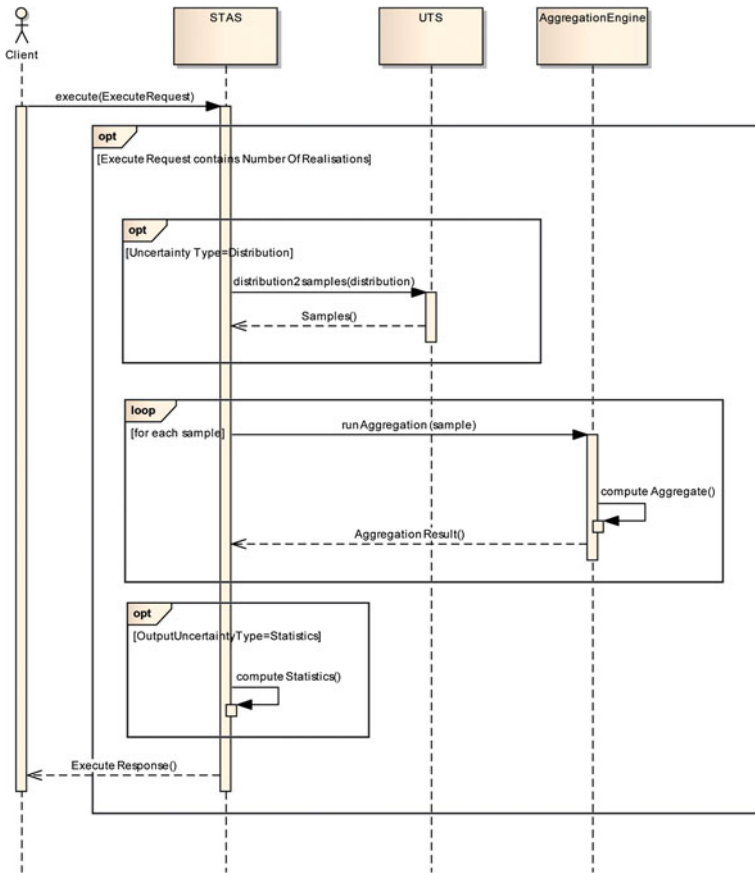 Client
STAS
UTS
AggregationEngine
execute(ExecuteRequest)
opt
[Execute Request contains Number Of Realisations]
opt
[Uncertainty Type=Distribution]
distribution2samples(distribution)
Samples()
loop
[for each sample]
runAggregation (sample)
compute Aggregate()
Aggregation Result()
opt
[OutputUncertaintyType=Statistics]
compute Statistics()
Execute Response()